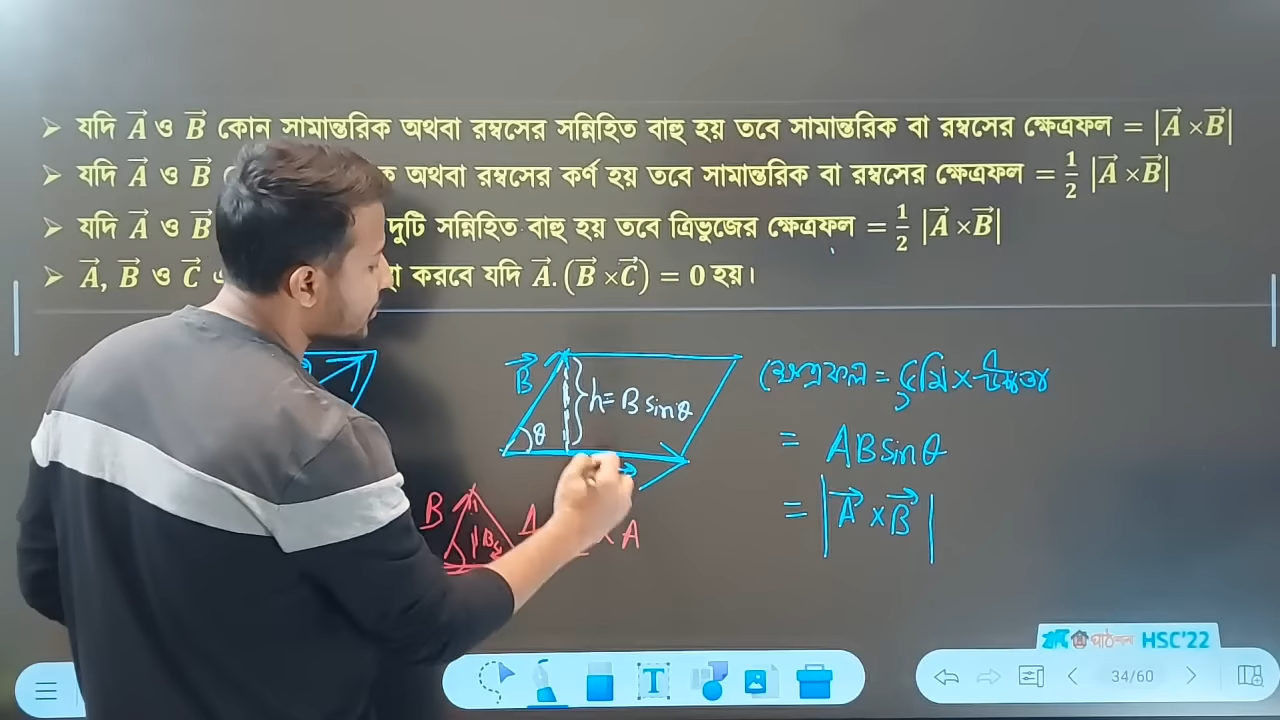 ➢ যদি A⃗ ও B⃗ কোন সামান্তরিক অথবা রম্বসের সন্নিহিত বাহু হয় তবে সামান্তরিক বা রম্বসের ক্ষেত্রফল = |A⃗ ×B⃗|
➢ যদি A⃗ ও B⃗ অথবা রম্বসের কর্ণ হয় তবে সামান্তরিক বা রম্বসের ক্ষেত্রফল = 1/2 |A⃗ ×B⃗|
➢ যদি A⃗ ও B⃗ দুটি সন্নিহিত বাহু হয় তবে ত্রিভুজের ক্ষেত্রফল = 1/2 |A⃗ ×B⃗|
➢ A⃗, B⃗ ও C⃗ করবে যদি A⃗.(B⃗ ×C⃗) = 0 হয়।
B⃗
θ
h = B sinθ
ক্ষেত্রফল = ভূমি × উচ্চতা
= AB sinθ
= |A⃗ × B⃗|
B
× A
HSC'22
T
34/60